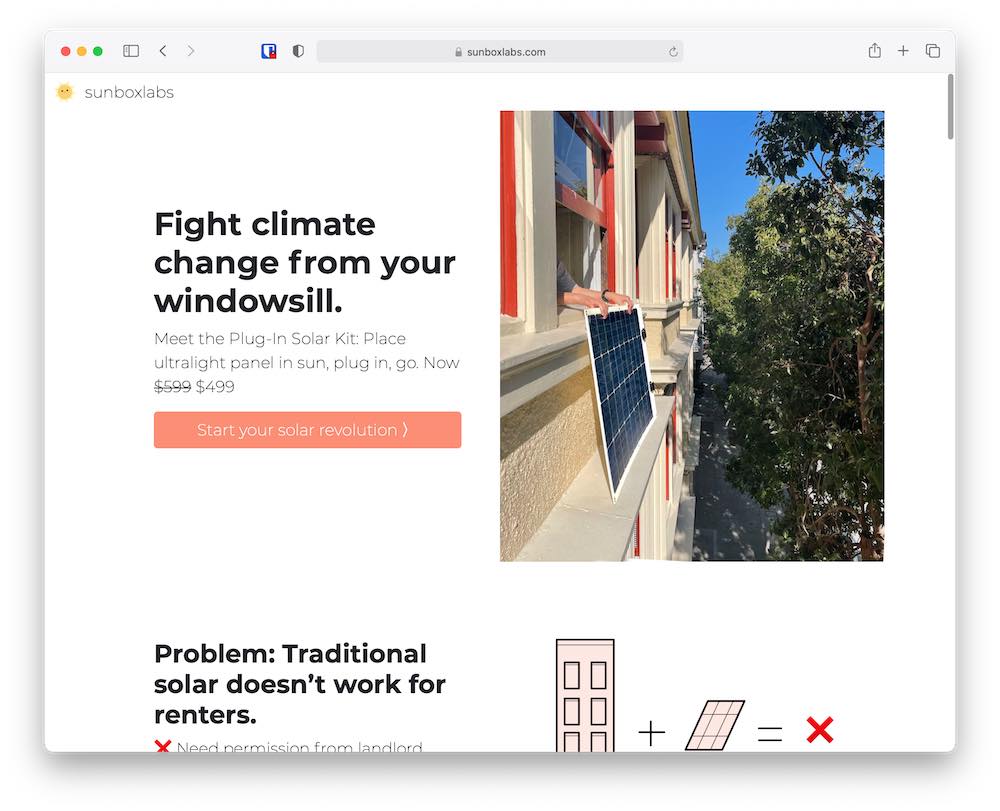 sunboxlabs.com
sunboxlabs
Fight climate
change from your
windowsill.
Meet the Plug-In Solar Kit: Place
ultralight panel in sun, plug in, go. Now
$599 $499
Start your solar revolution ⟩
Problem: Traditional
solar doesn’t work for
renters.
❌ Need permission from landlord